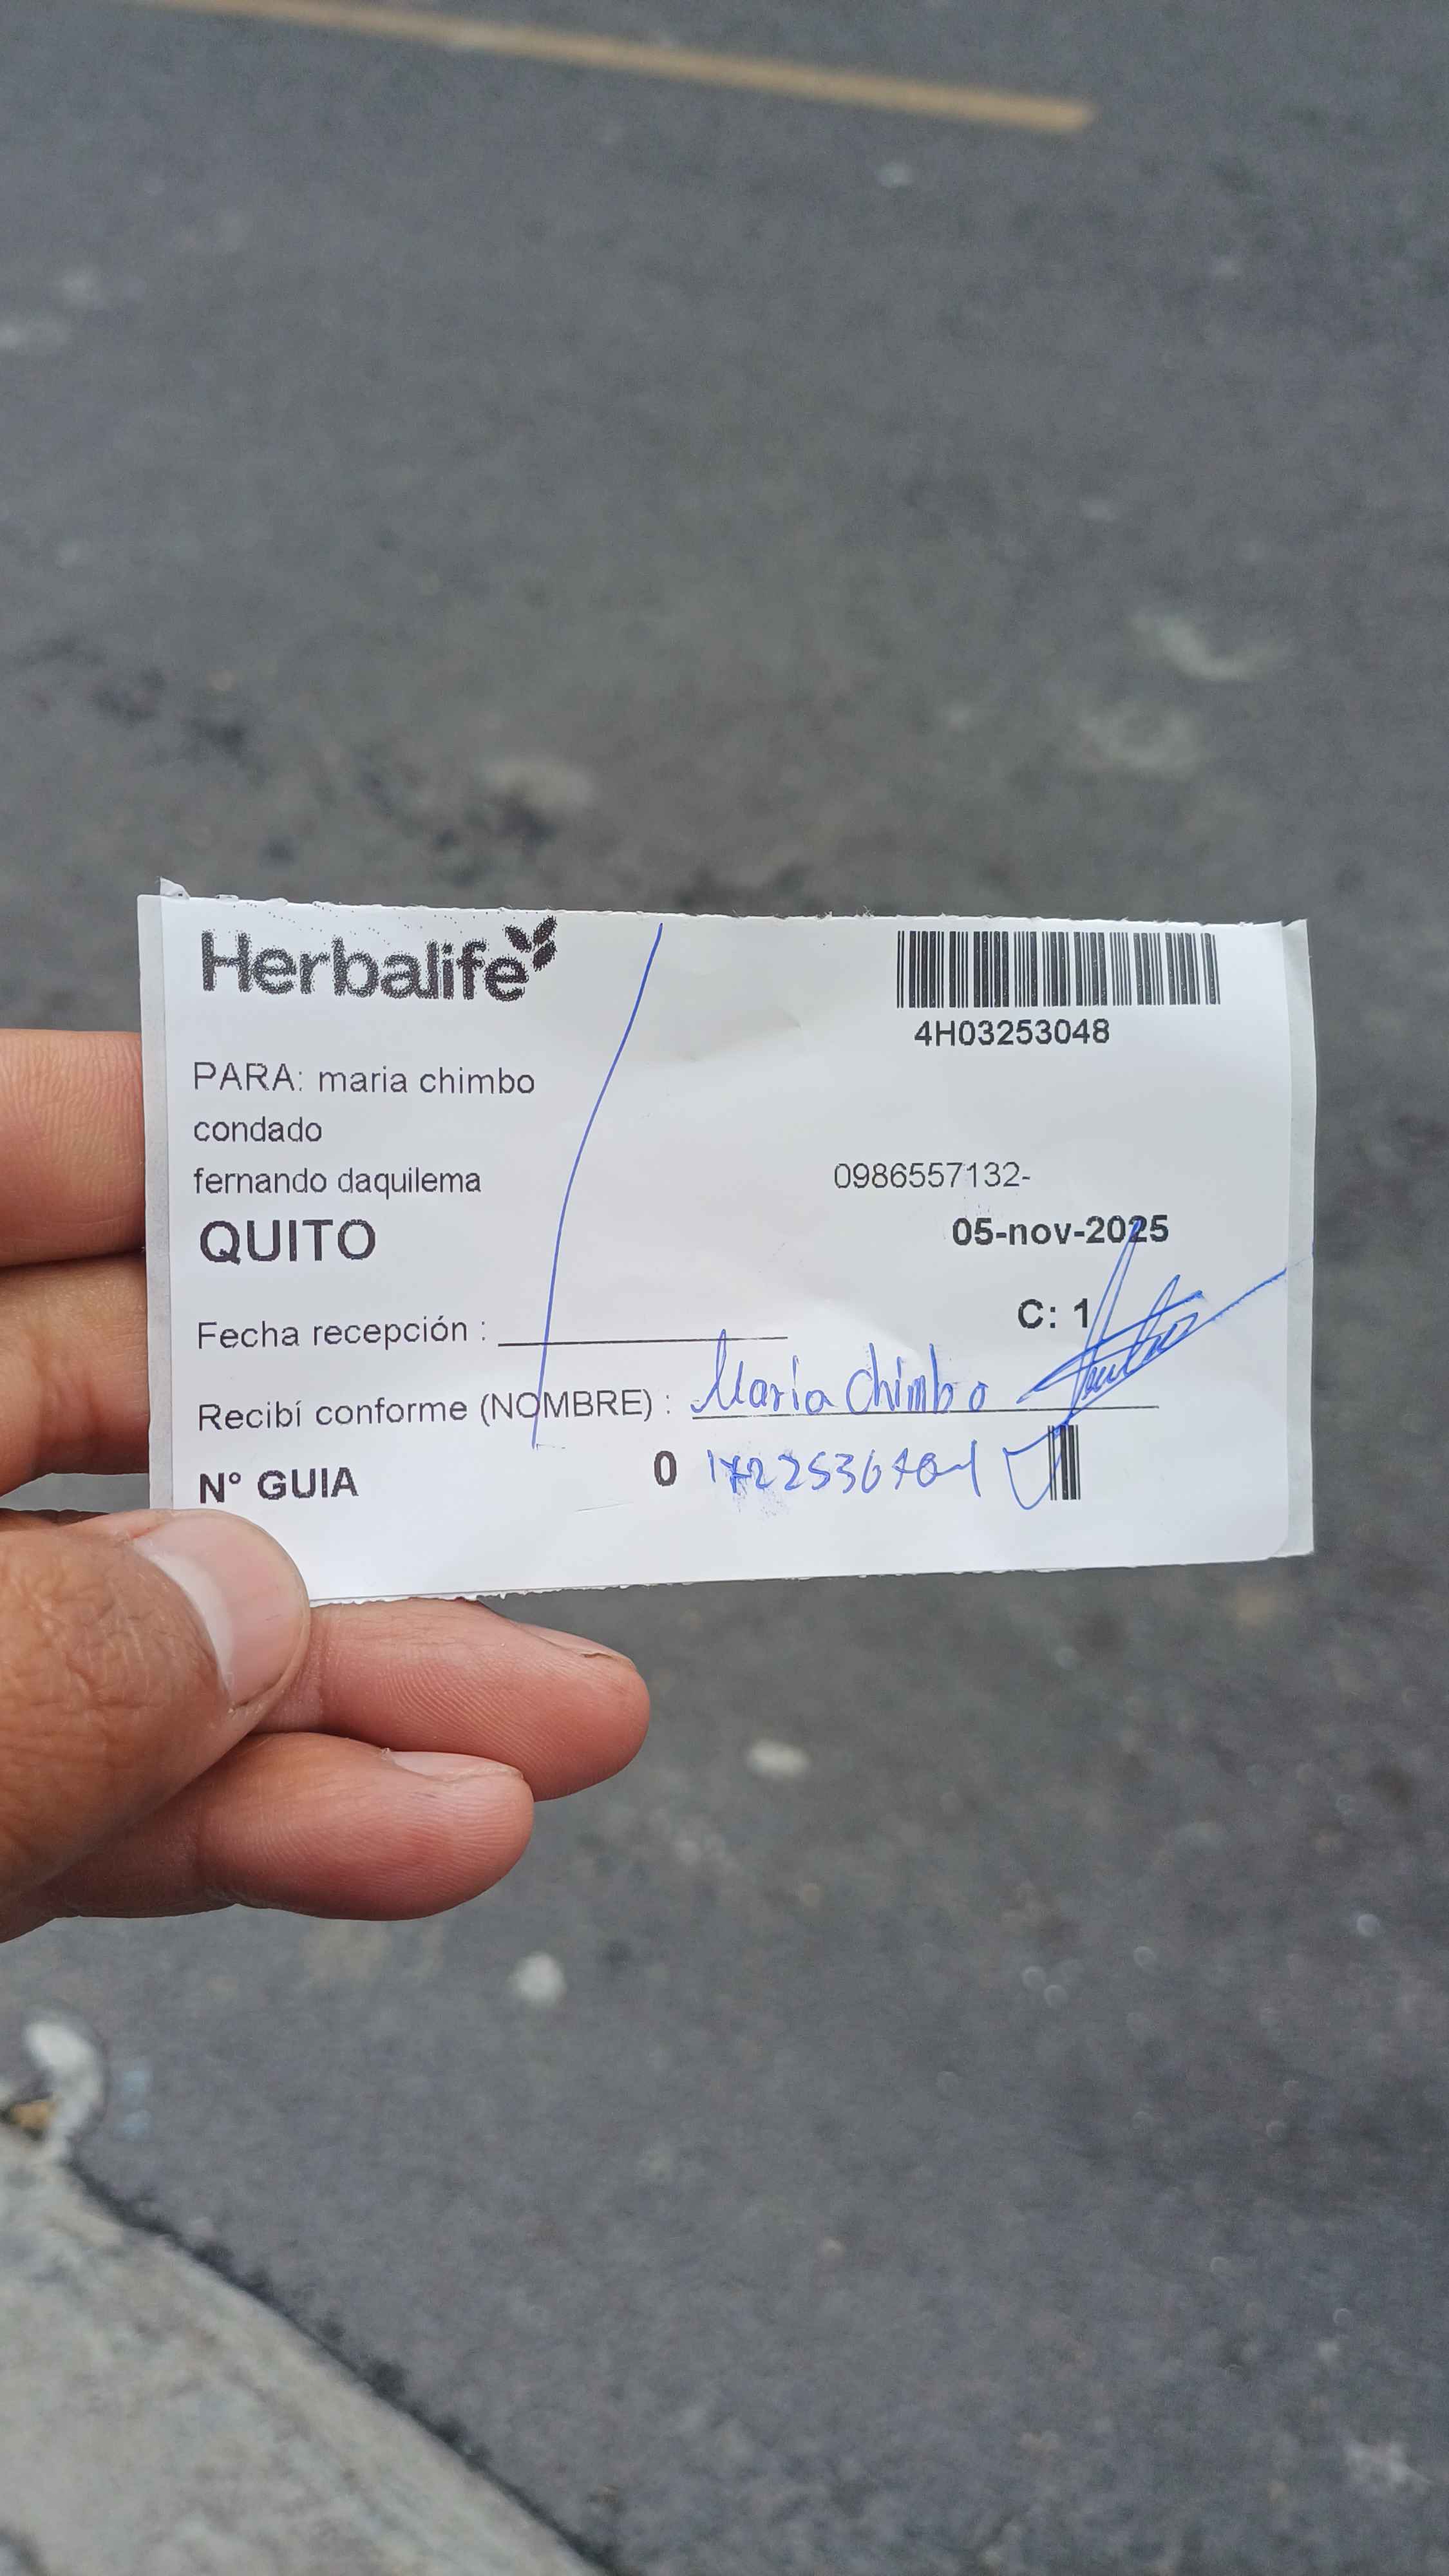 Herbalife
4H03253048
PARA: maria chimbo
condado
fernando daquilema 0986557132-
QUITO 05-nov-2025
C: 1
Fecha recepción :
Recibí conforme (NOMBRE) : Maria Chimbo
N° GUIA 0